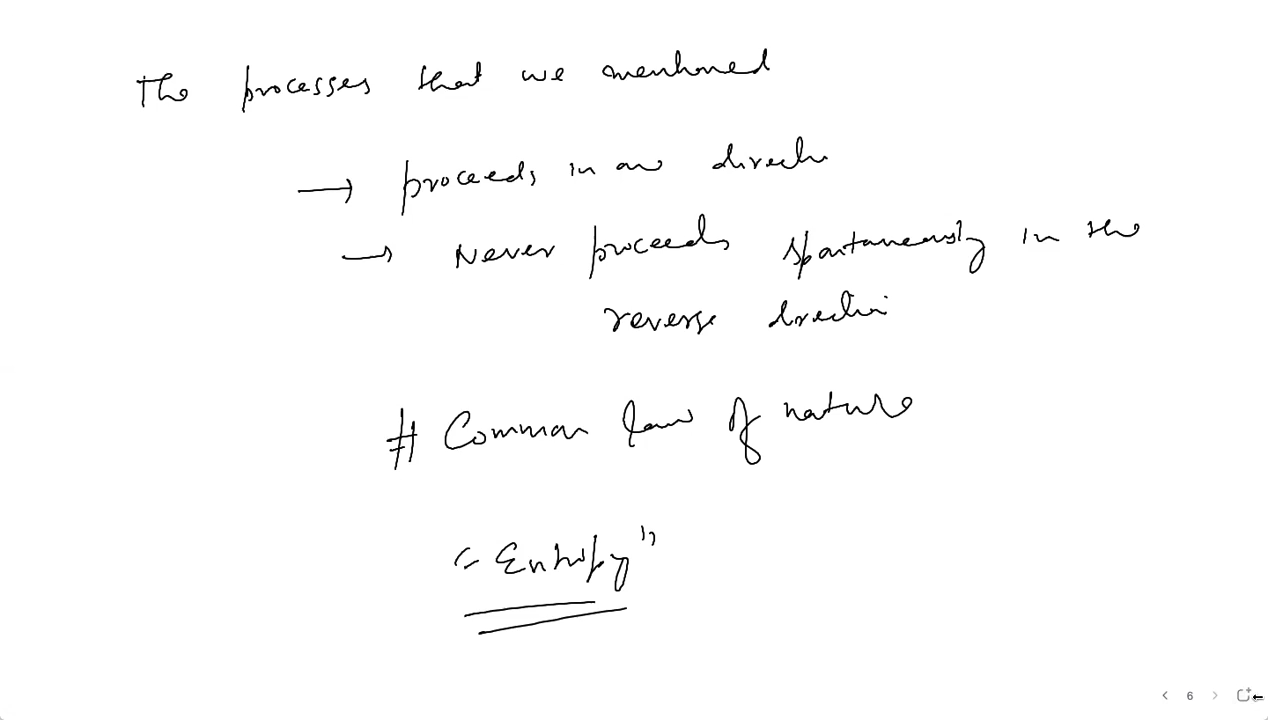 The processes that we mentioned
→ proceeds in one direction
→ Never proceeds spontaneously in the
reverse direction
# Common law of nature
"Entropy"
6